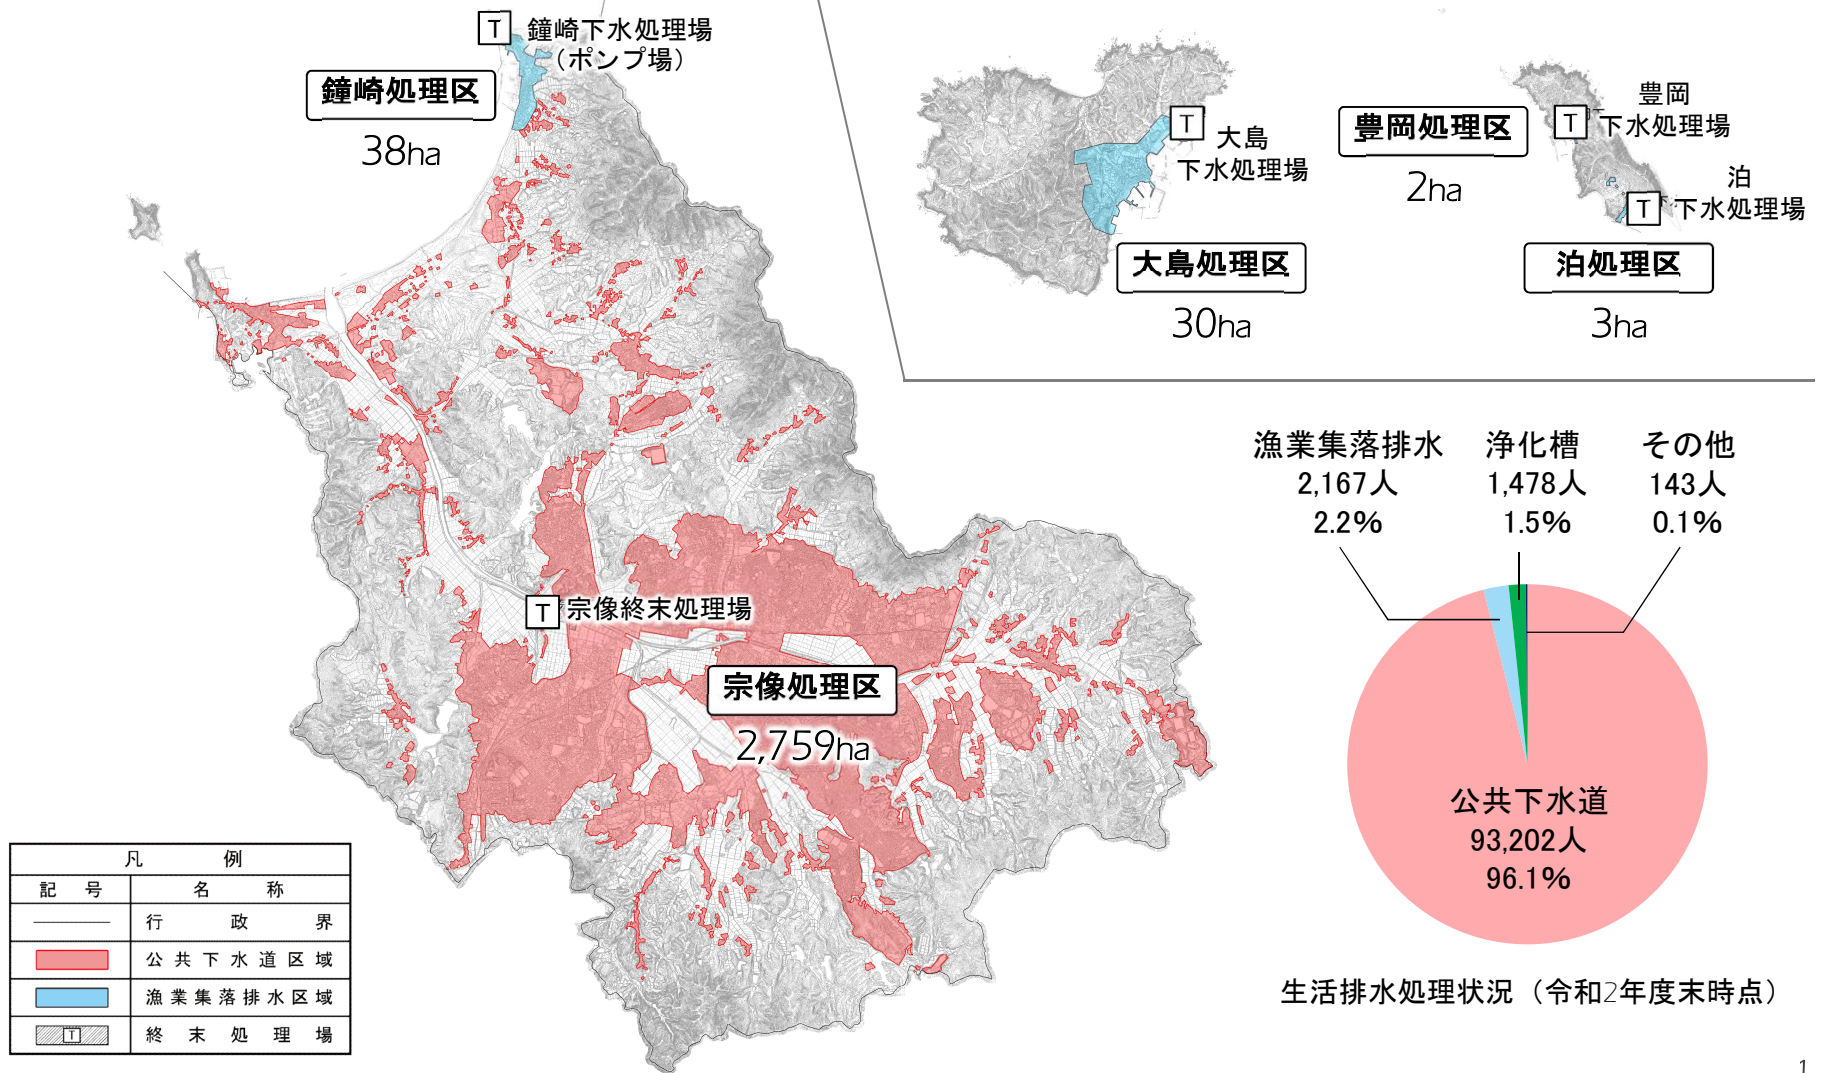 T
鐘崎下水処理場
（ポンプ場）
鐘崎処理区
38ha
T
大島
下水処理場
大島処理区
30ha
豊岡処理区
2ha
T
豊岡
下水処理場
泊
T
下水処理場
泊処理区
3ha
T
宗像終末処理場
宗像処理区
2,759ha
漁業集落排水
2,167人
2.2%
浄化槽
1,478人
1.5%
その他
143人
0.1%
公共下水道
93,202人
96.1%
生活排水処理状況（令和2年度末時点）
凡例
記号 名称
行政界
公共下水道区域
漁業集落排水区域
T 終末処理場
1